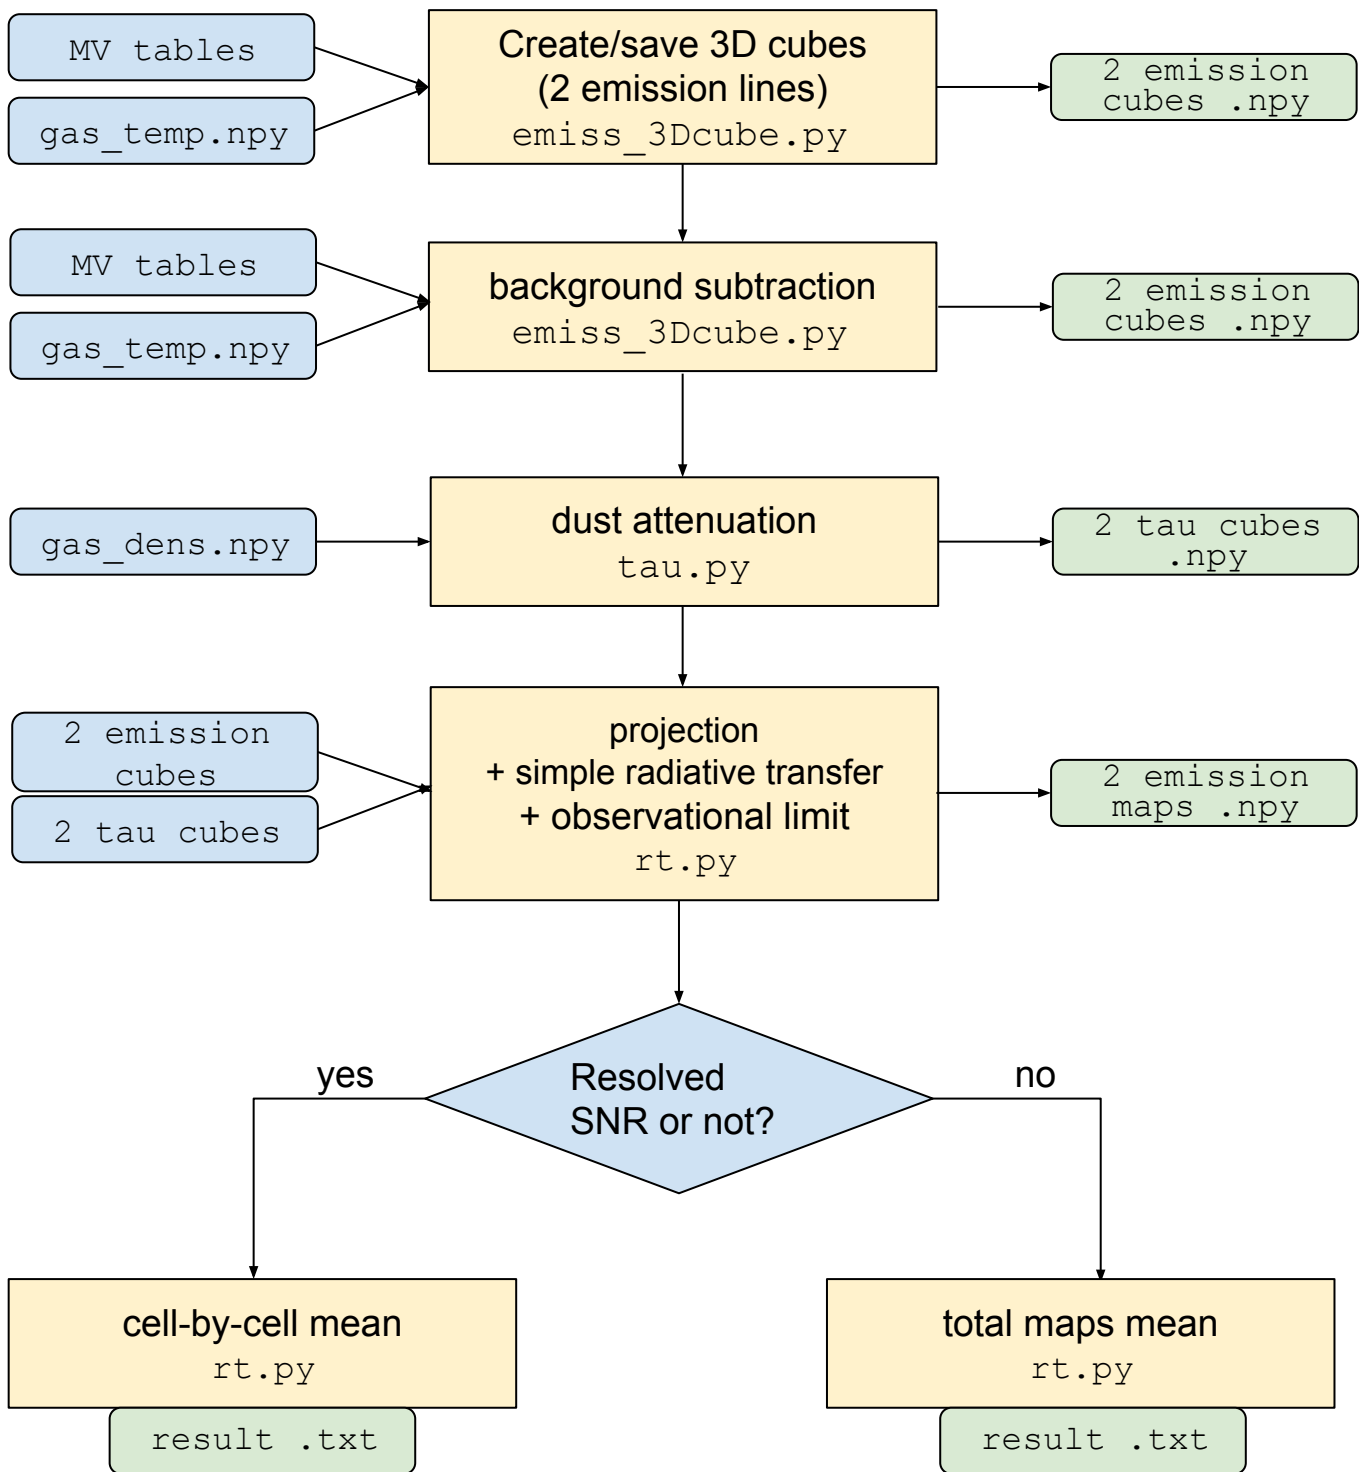 MV tables
gas_temp.npy
Create/save 3D cubes
(2 emission lines)
emiss_3Dcube.py
2 emission
cubes .npy
MV tables
gas_temp.npy
background subtraction
emiss_3Dcube.py
2 emission
cubes .npy
gas_dens.npy
dust attenuation
tau.py
2 tau cubes
.npy
2 emission
cubes
2 tau cubes
projection
+ simple radiative transfer
+ observational limit
rt.py
2 emission
maps .npy
yes
Resolved
SNR or not?
no
cell-by-cell mean
rt.py
result .txt
total maps mean
rt.py
result .txt